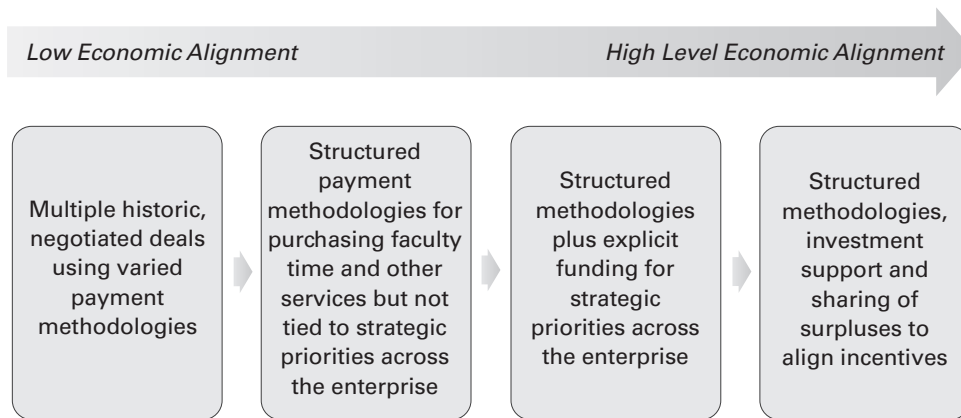 Low Economic Alignment
High Level Economic Alignment
Multiple historic,
negotiated deals
using varied
payment
methodologies
Structured
payment
methodologies for
purchasing faculty
time and other
services but not
tied to strategic
priorities across
the enterprise
Structured
methodologies
plus explicit
funding for
strategic
priorities across
the enterprise
Structured
methodologies,
investment
support and
sharing of
surpluses to
align incentives